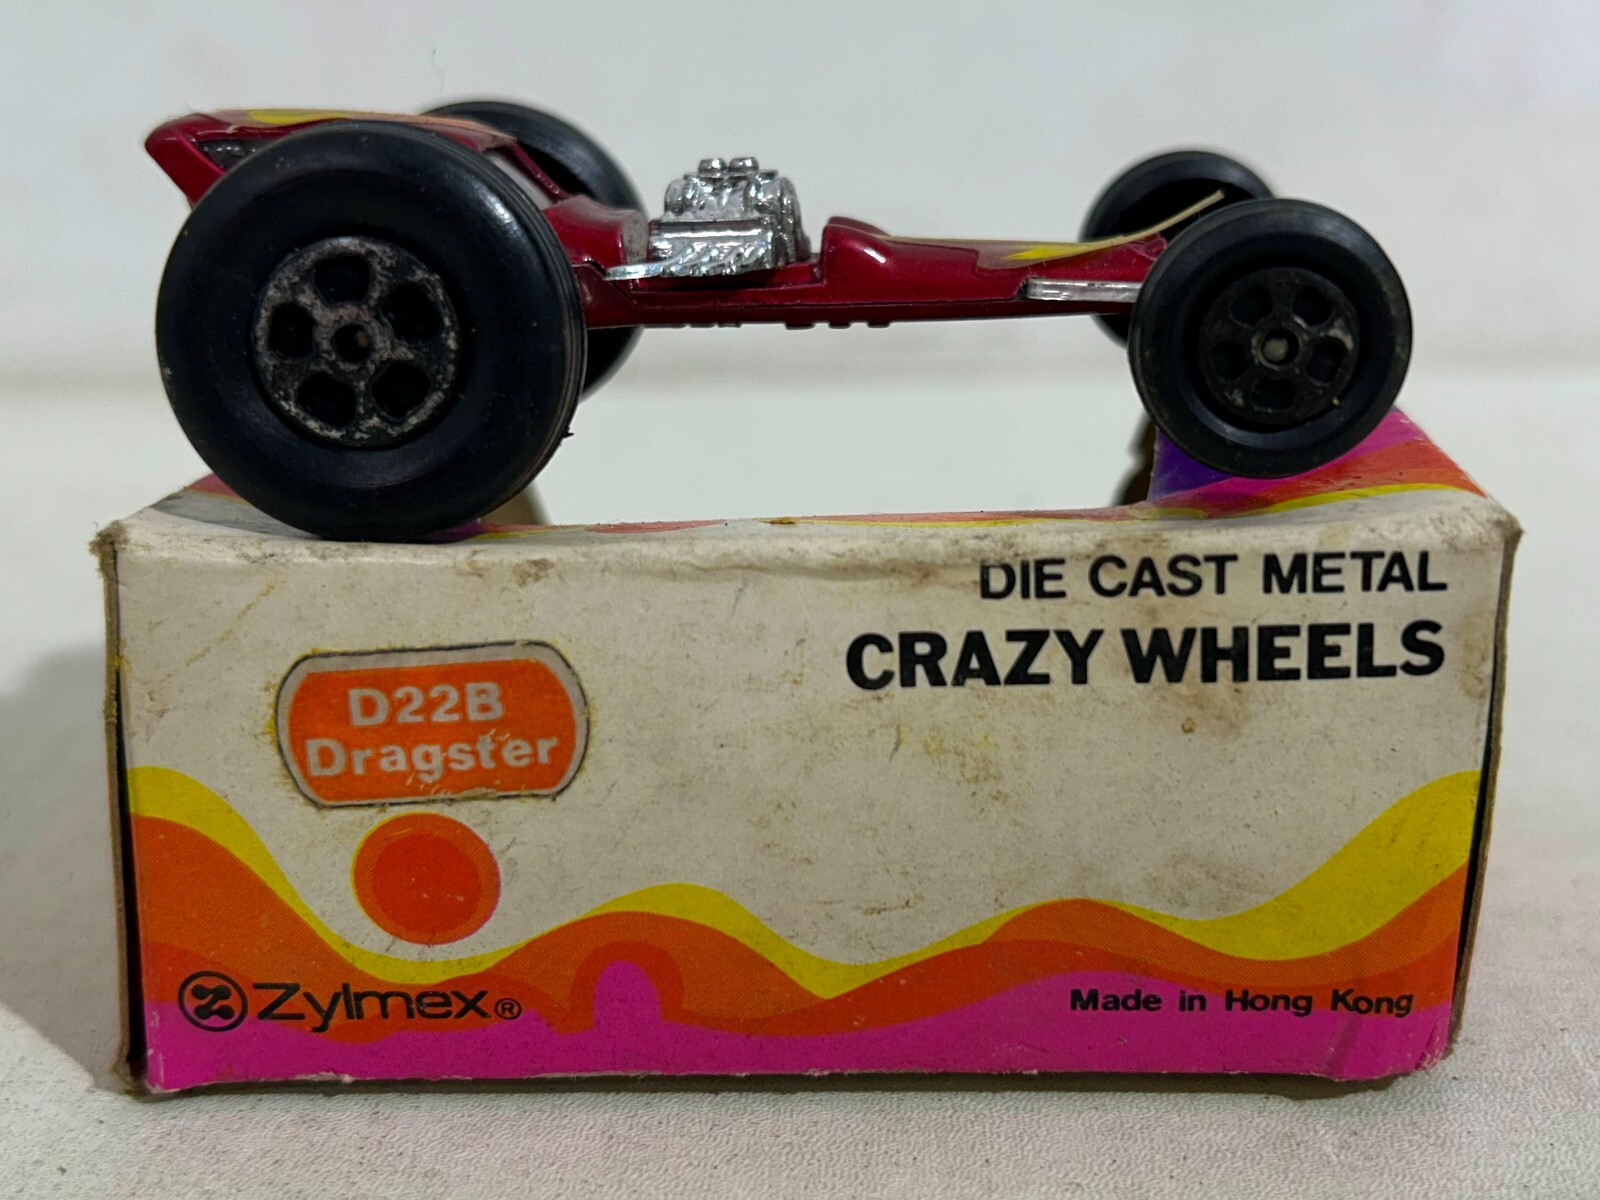 DIE CAST METAL
CRAZY WHEELS
D22B
Dragster
Zylmex®
Made in Hong Kong